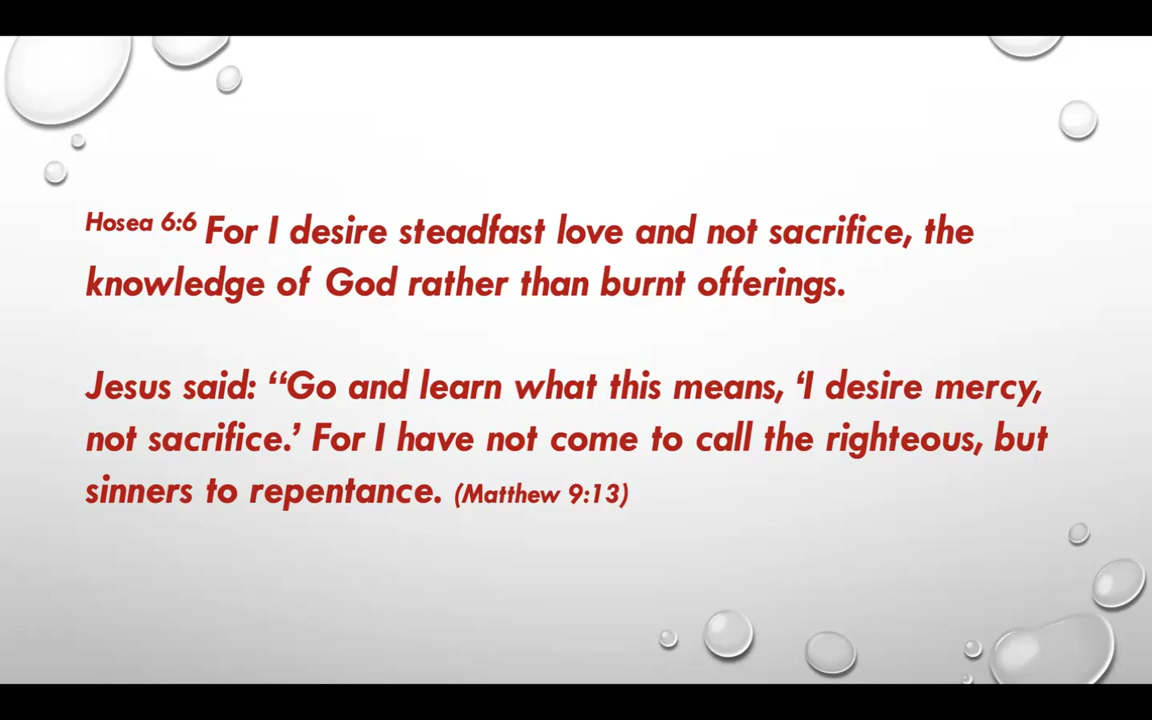 Hosea 6:6 For I desire steadfast love and not sacrifice, the
knowledge of God rather than burnt offerings.
Jesus said: “Go and learn what this means, ‘I desire mercy,
not sacrifice.’ For I have not come to call the righteous, but
sinners to repentance. (Matthew 9:13)